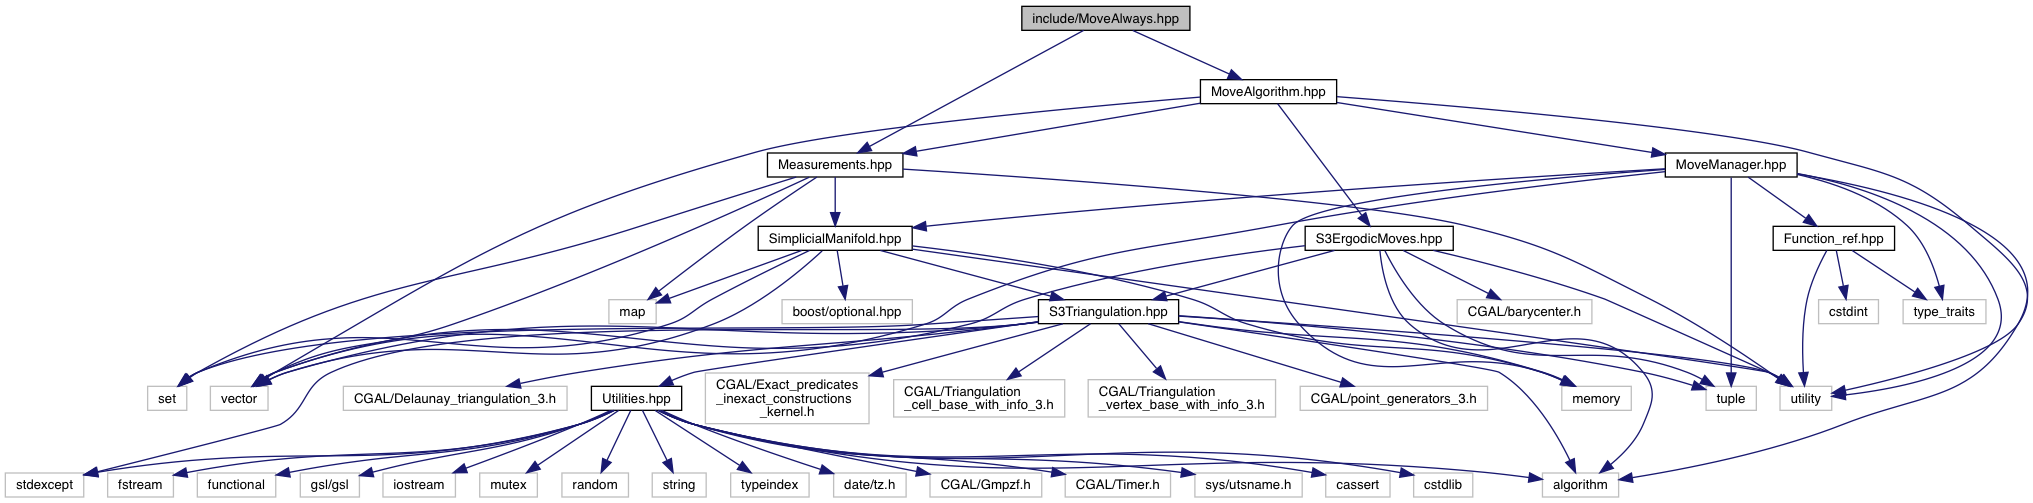 include/MoveAlways.hpp
MoveAlgorithm.hpp
Measurements.hpp
MoveManager.hpp
SimplicialManifold.hpp
S3ErgodicMoves.hpp
Function_ref.hpp
map
boost/optional.hpp
S3Triangulation.hpp
CGAL/barycenter.h
cstdint
type_traits
set
vector
CGAL/Delaunay_triangulation_3.h
Utilities.hpp
CGAL/Exact_predicates
_inexact_constructions
_kernel.h
CGAL/Triangulation
_cell_base_with_info_3.h
CGAL/Triangulation
_vertex_base_with_info_3.h
CGAL/point_generators_3.h
memory
tuple
utility
stdexcept
fstream
functional
gsl/gsl
iostream
mutex
random
string
typeindex
date/tz.h
CGAL/Gmpzf.h
CGAL/Timer.h
sys/utsname.h
cassert
cstdlib
algorithm